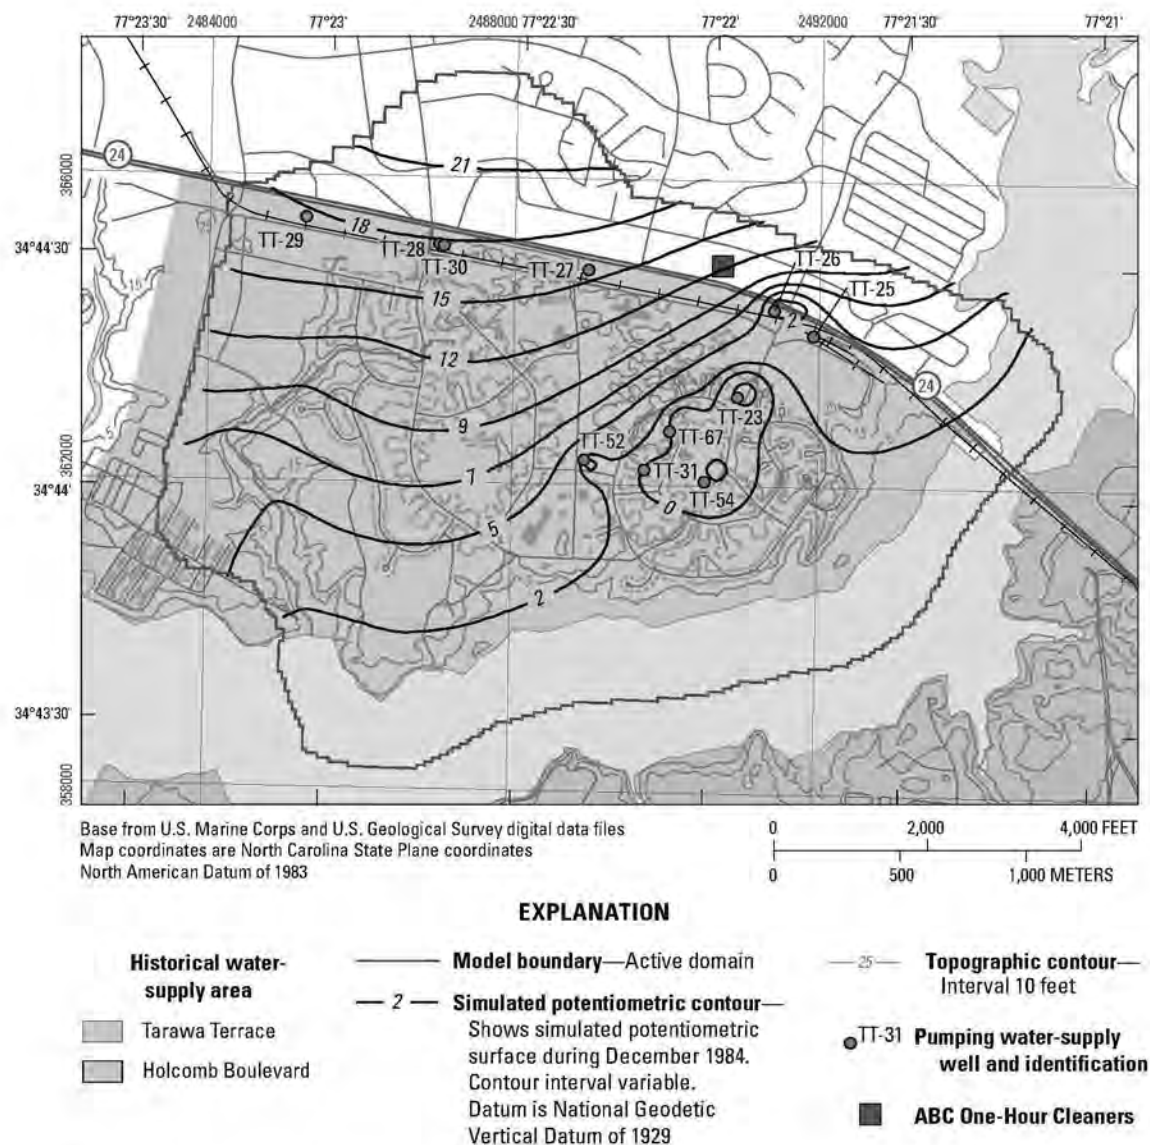 77°23'30" 2484000 77°23' 2488000 77°22'30" 77°22' 2492000 77°21'30" 77°21'
24
366000
21
18
TT-29
TT-28
TT-30
TT-27
TT-26
TT-25
34°44'30"
25
15
15
2
12
24
5
9
TT-23
TT-67
TT-52
362000
7
15
TT-31
34°44'
TT-54
0
5
2
34°43'30"
358000
Base from U.S. Marine Corps and U.S. Geological Survey digital data files
Map coordinates are North Carolina State Plane coordinates
North American Datum of 1983
0 2,000 4,000 FEET
0 500 1,000 METERS
EXPLANATION
Historical water-
supply area
Tarawa Terrace
Holcomb Boulevard
Model boundary—Active domain
2 Simulated potentiometric contour—
Shows simulated potentiometric
surface during December 1984.
Contour interval variable.
Datum is National Geodetic
Vertical Datum of 1929
25 Topographic contour—
Interval 10 feet
TT-31 Pumping water-supply
well and identification
ABC One-Hour Cleaners